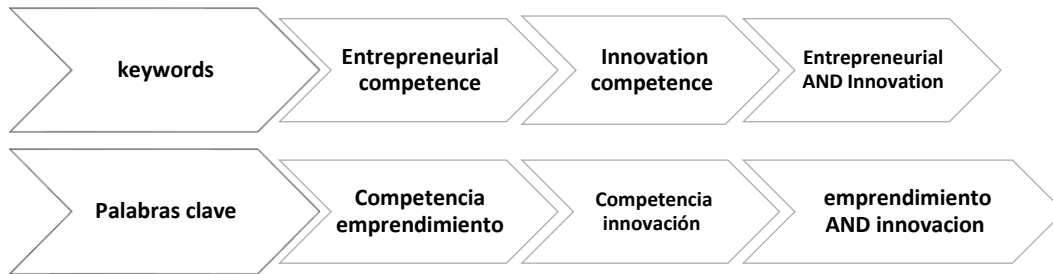 keywords
Entrepreneurial
competence
Innovation
competence
Entrepreneurial
AND Innovation
Palabras clave
Competencia
emprendimiento
Competencia
innovación
emprendimiento
AND innovacion